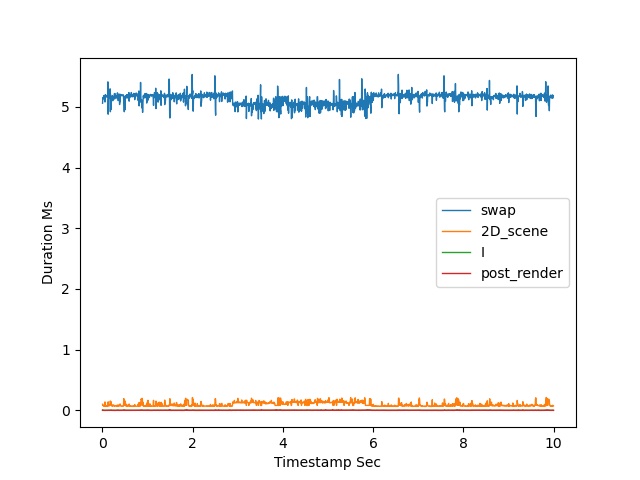 5
4
3
2
1
0
Duration Ms
swap
2D_scene
I
post_render
0 2 4 6 8 10
Timestamp Sec